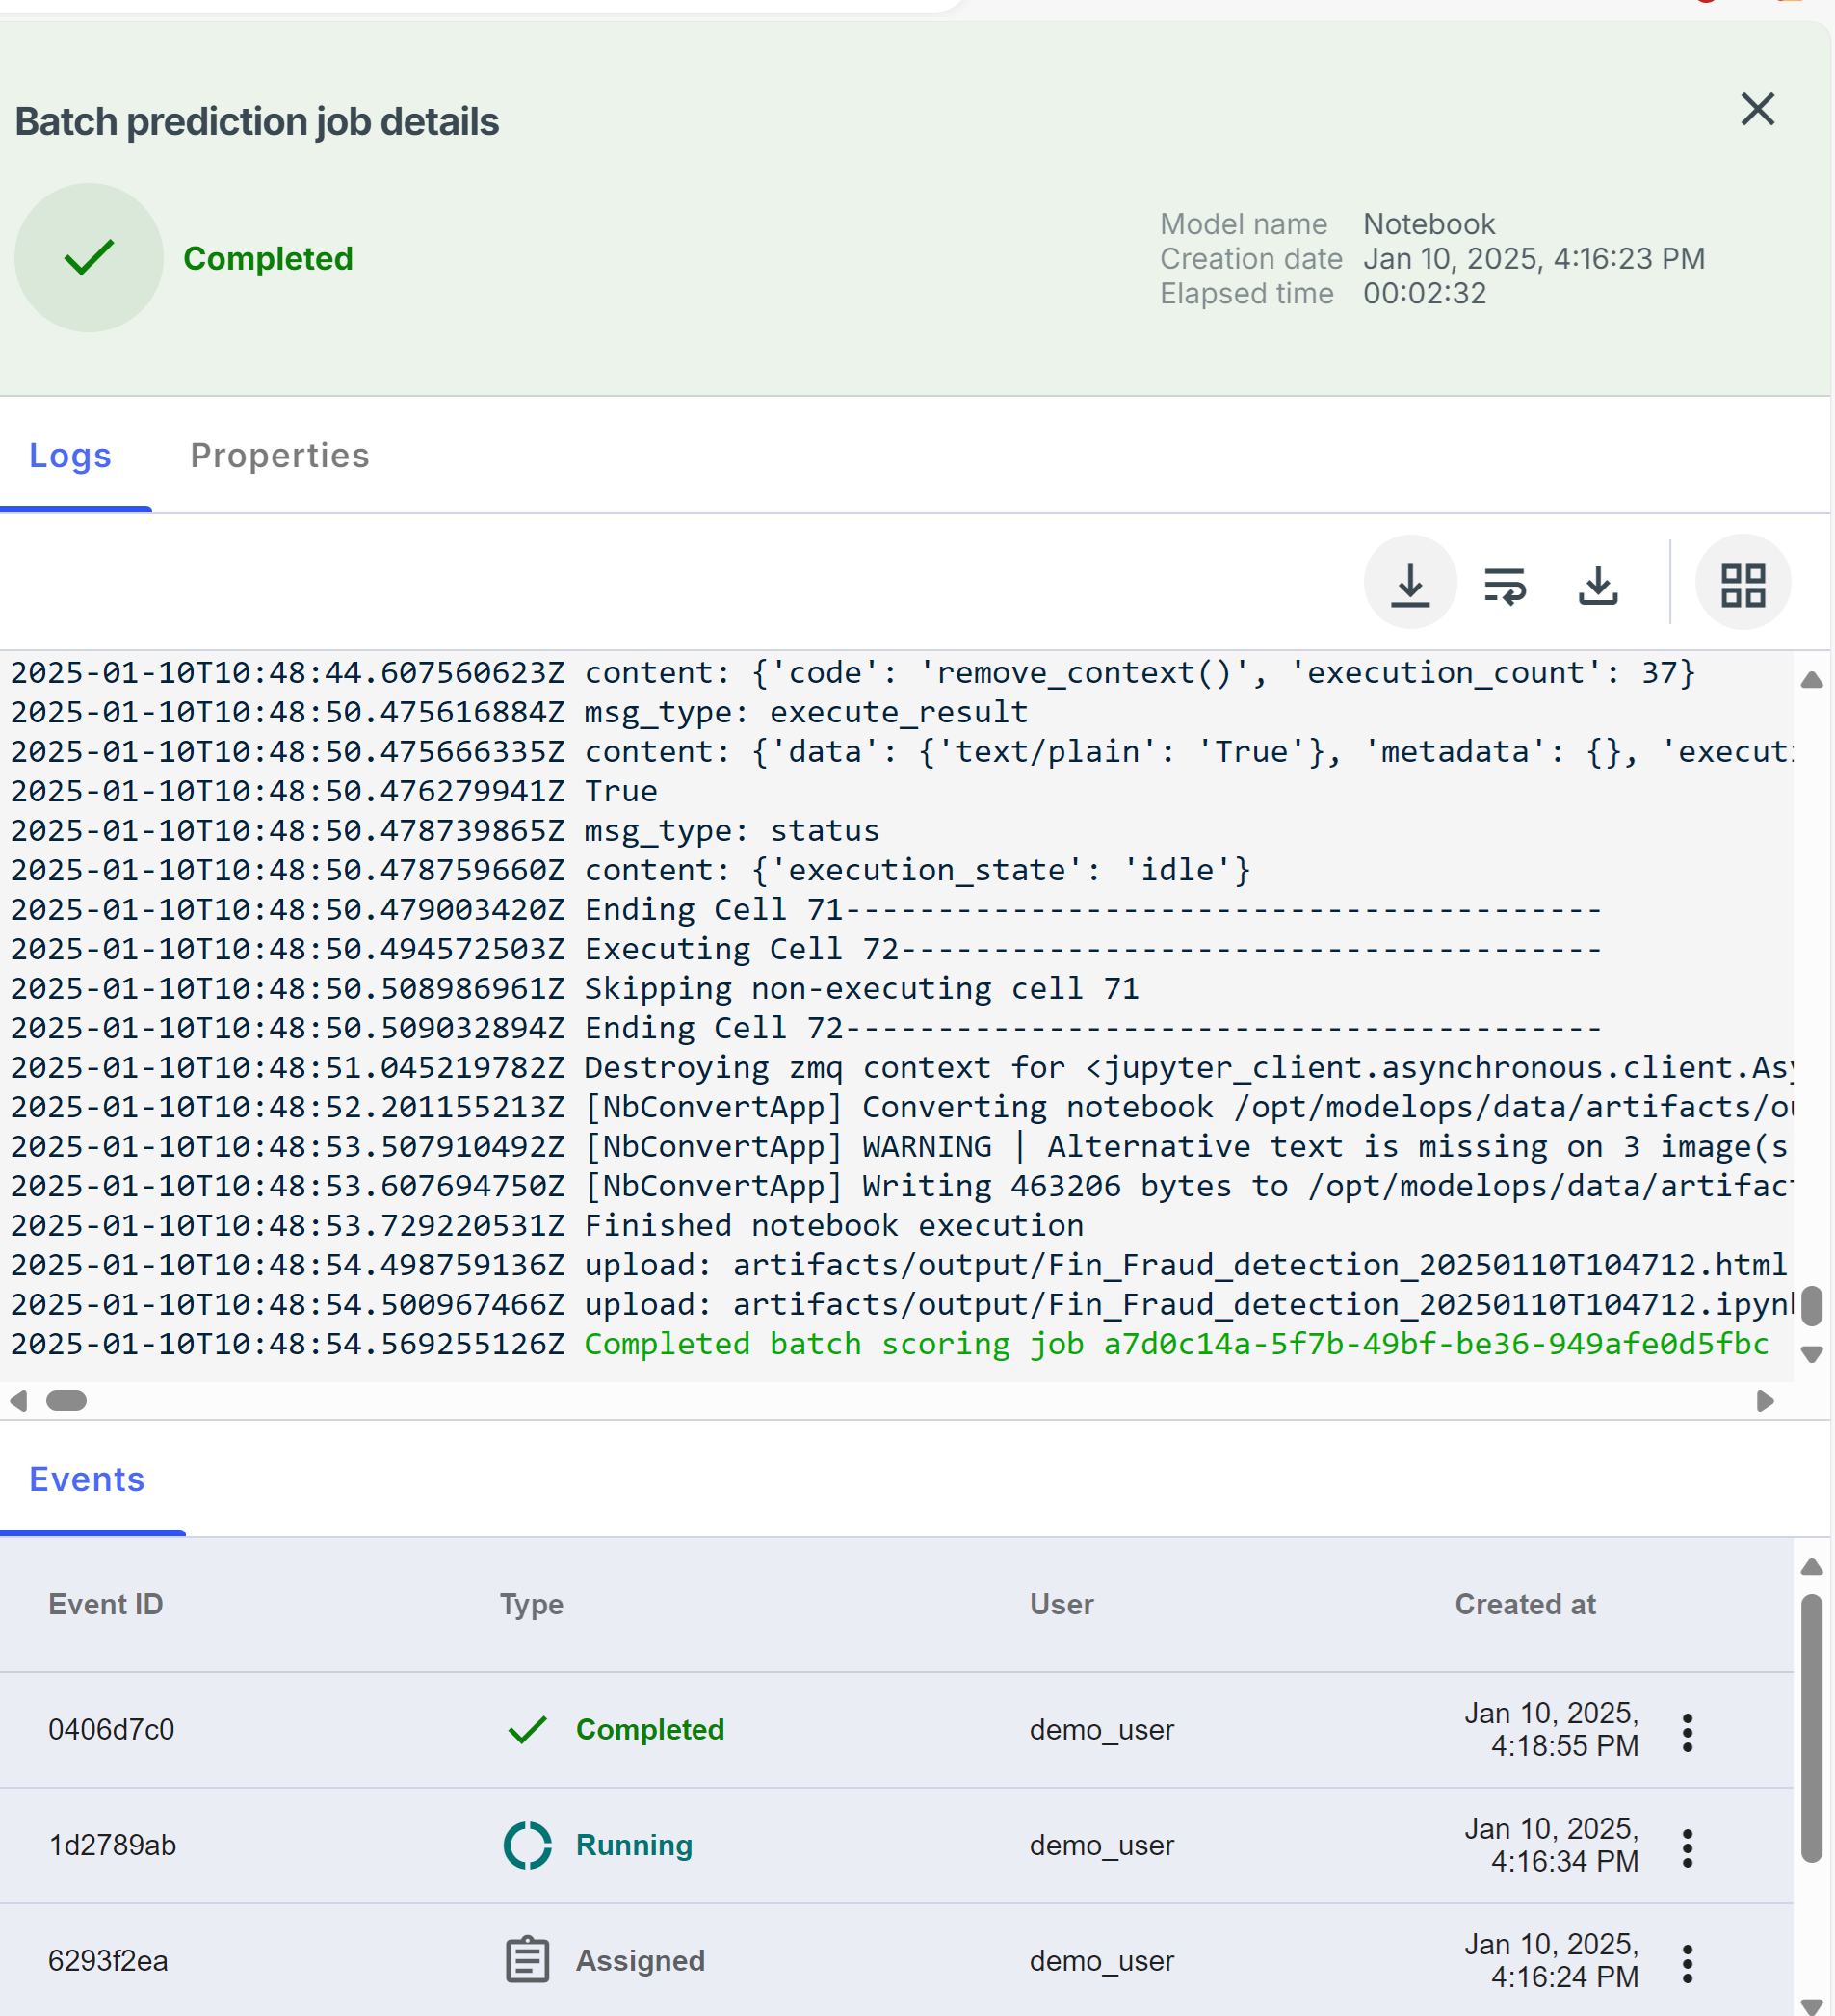 Batch prediction job details
Completed
Model name Notebook
Creation date Jan 10, 2025, 4:16:23 PM
Elapsed time 00:02:32
Logs Properties
2025-01-10T10:48:44.607560623Z content: {'code': 'remove_context()', 'execution_count': 37}
2025-01-10T10:48:50.475616884Z msg_type: execute_result
2025-01-10T10:48:50.475666335Z content: {'data': {'text/plain': 'True'}, 'metadata': {}, 'executi
2025-01-10T10:48:50.476279941Z True
2025-01-10T10:48:50.478739865Z msg_type: status
2025-01-10T10:48:50.478759660Z content: {'execution_state': 'idle'}
2025-01-10T10:48:50.479003420Z Ending Cell 71-----------------------------------------
2025-01-10T10:48:50.494572503Z Executing Cell 72--------------------------------------
2025-01-10T10:48:50.508986961Z Skipping non-executing cell 71
2025-01-10T10:48:50.509032894Z Ending Cell 72-----------------------------------------
2025-01-10T10:48:51.045219782Z Destroying zmq context for <jupyter_client.asynchronous.client.Asy
2025-01-10T10:48:52.201155213Z [NbConvertApp] Converting notebook /opt/modelops/data/artifacts/ou
2025-01-10T10:48:53.507910492Z [NbConvertApp] WARNING | Alternative text is missing on 3 image(s
2025-01-10T10:48:53.607694750Z [NbConvertApp] Writing 463206 bytes to /opt/modelops/data/artifact
2025-01-10T10:48:53.729220531Z Finished notebook execution
2025-01-10T10:48:54.498759136Z upload: artifacts/output/Fin_Fraud_detection_20250110T104712.html
2025-01-10T10:48:54.500967466Z upload: artifacts/output/Fin_Fraud_detection_20250110T104712.ipynb
2025-01-10T10:48:54.569255126Z Completed batch scoring job a7d0c14a-5f7b-49bf-be36-949afe0d5fbc
Events
Event ID Type User Created at
0406d7c0 Completed demo_user Jan 10, 2025,
4:18:55 PM
1d2789ab Running demo_user Jan 10, 2025,
4:16:34 PM
6293f2ea Assigned demo_user Jan 10, 2025,
4:16:24 PM